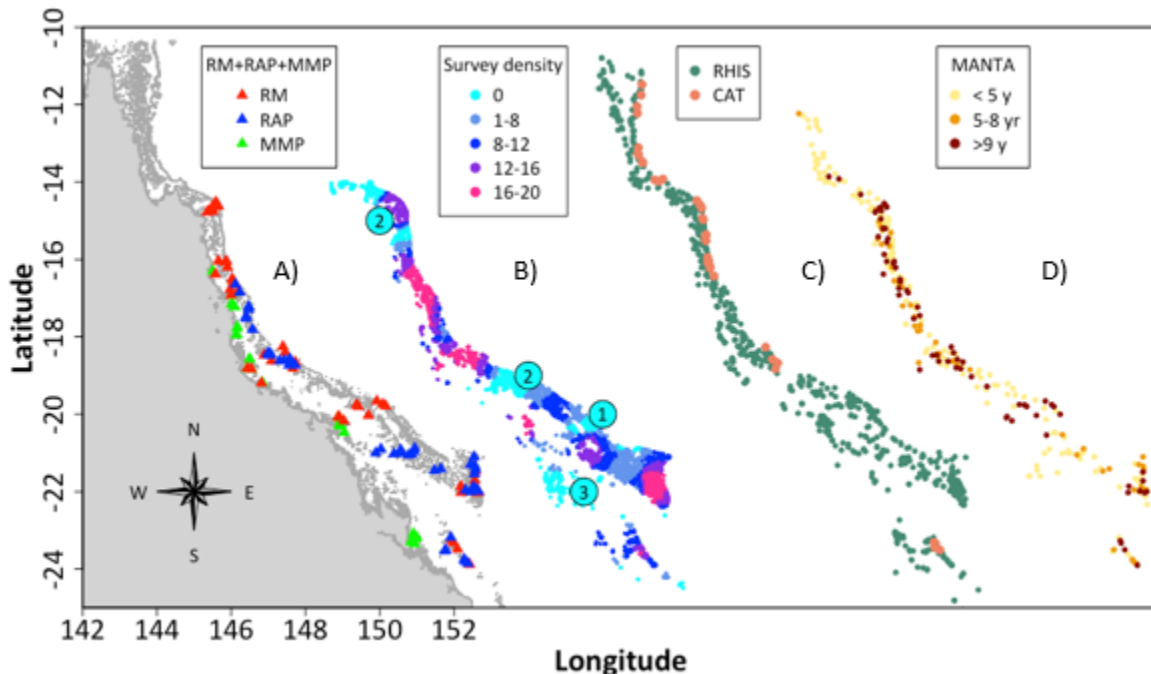 -10
-12
-14
-16
-18
-20
-22
-24
Latitude
RM+RAP+MMP
RM
RAP
MMP
Survey density
0
1-8
8-12
12-16
16-20
RHIS
CAT
MANTA
< 5 y
5-8 yr
>9 y
A)
B)
C)
D)
2
2
1
3
N
W
E
S
142
144
146
148
150
152
Longitude